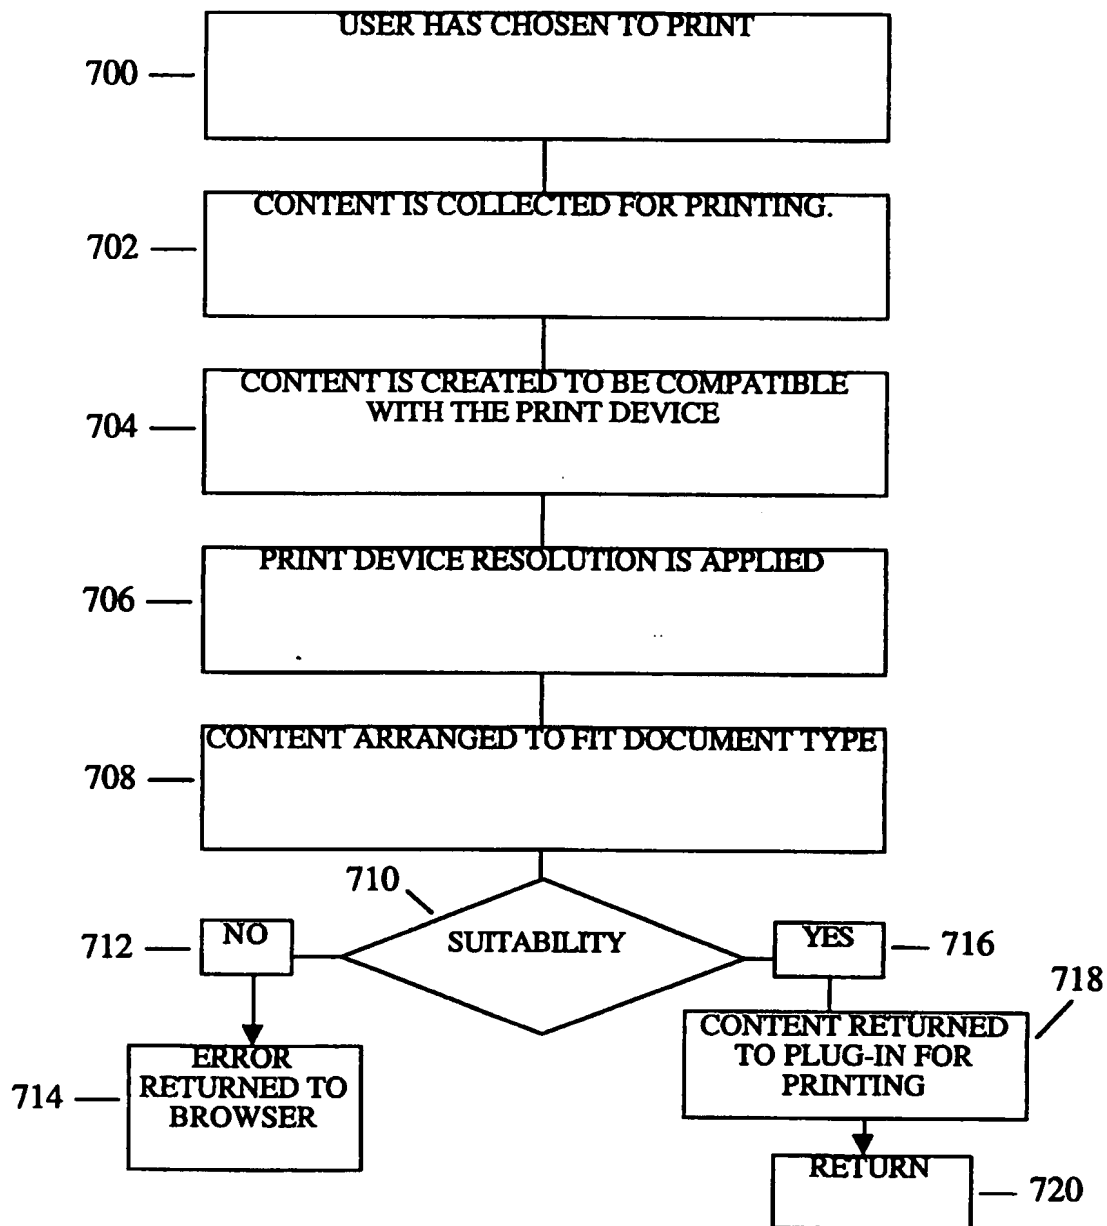 USER HAS CHOSEN TO PRINT
700
CONTENT IS COLLECTED FOR PRINTING.
702
CONTENT IS CREATED TO BE COMPATIBLE
WITH THE PRINT DEVICE
704
PRINT DEVICE RESOLUTION IS APPLIED
706
CONTENT ARRANGED TO FIT DOCUMENT TYPE
708
710
SUITABILITY
712
NO
YES
716
718
CONTENT RETURNED
TO PLUG-IN FOR
PRINTING
714
ERROR
RETURNED TO
BROWSER
RETURN
720